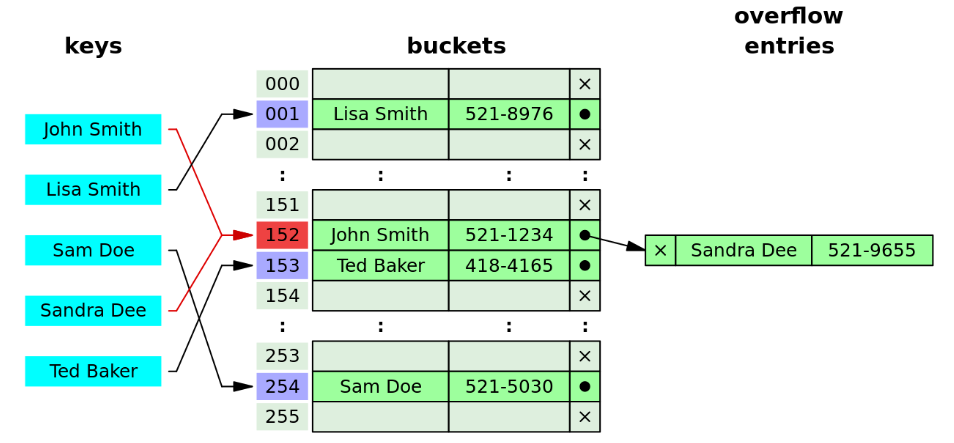 keys
buckets
overflow
entries
John Smith
Lisa Smith
Sam Doe
Sandra Dee
Ted Baker
000 ×
001 Lisa Smith 521-8976 ●
002 ×
: : : :
151 ×
152 John Smith 521-1234 ●
153 Ted Baker 418-4165 ●
154 ×
: : : :
253 ×
254 Sam Doe 521-5030 ●
255 ×
× Sandra Dee 521-9655